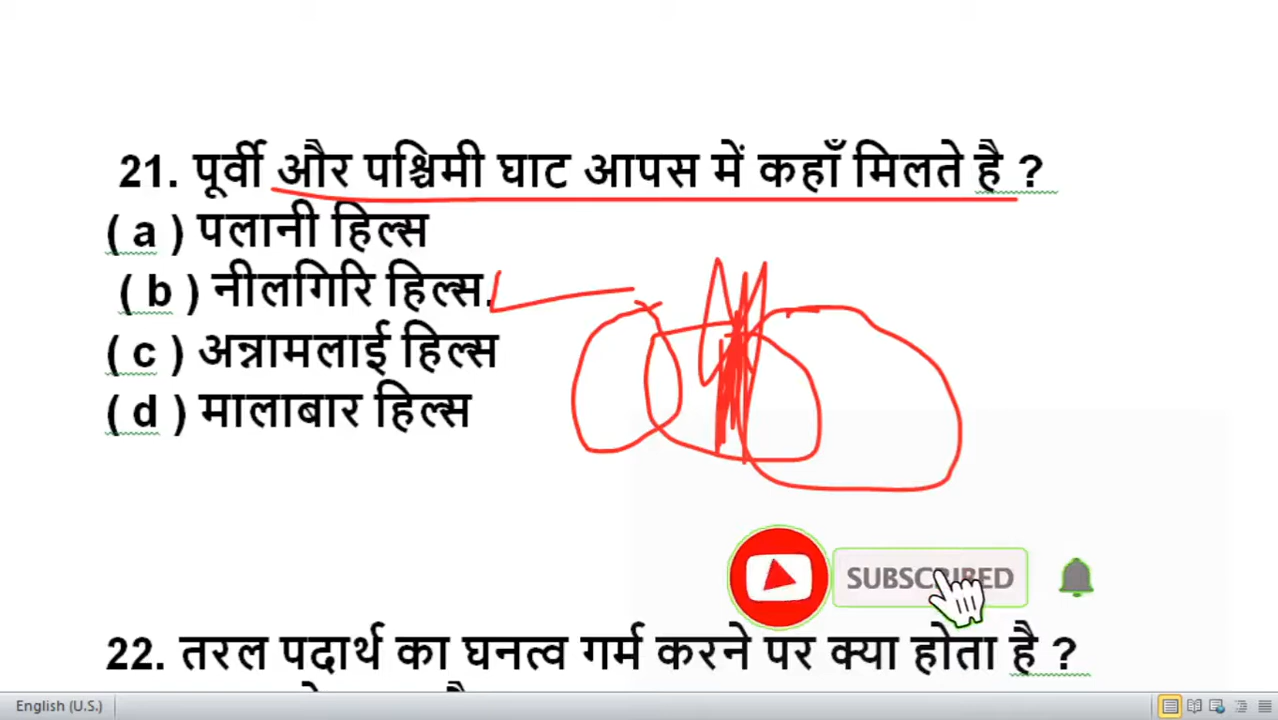 21. पूर्वी और पश्चिमी घाट आपस में कहाँ मिलते है ?
( a ) पलानी हिल्स
( b ) नीलगिरि हिल्स.
( c ) अन्नामलाई हिल्स
( d ) मालाबार हिल्स
SUBSCRIBED
22. तरल पदार्थ का घनत्व गर्म करने पर क्या होता है ?
English (U.S.)